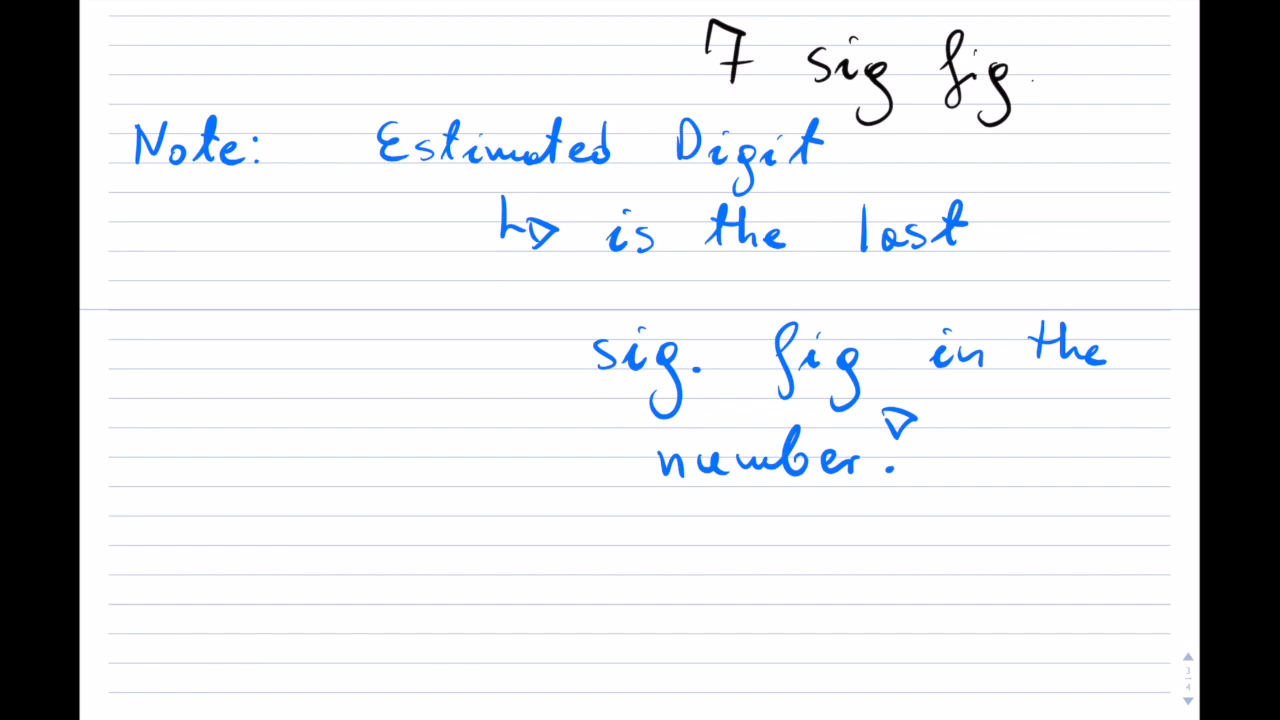 7 sig fig
Note: Estimated Digit
↳ is the last
sig. fig in the
number.